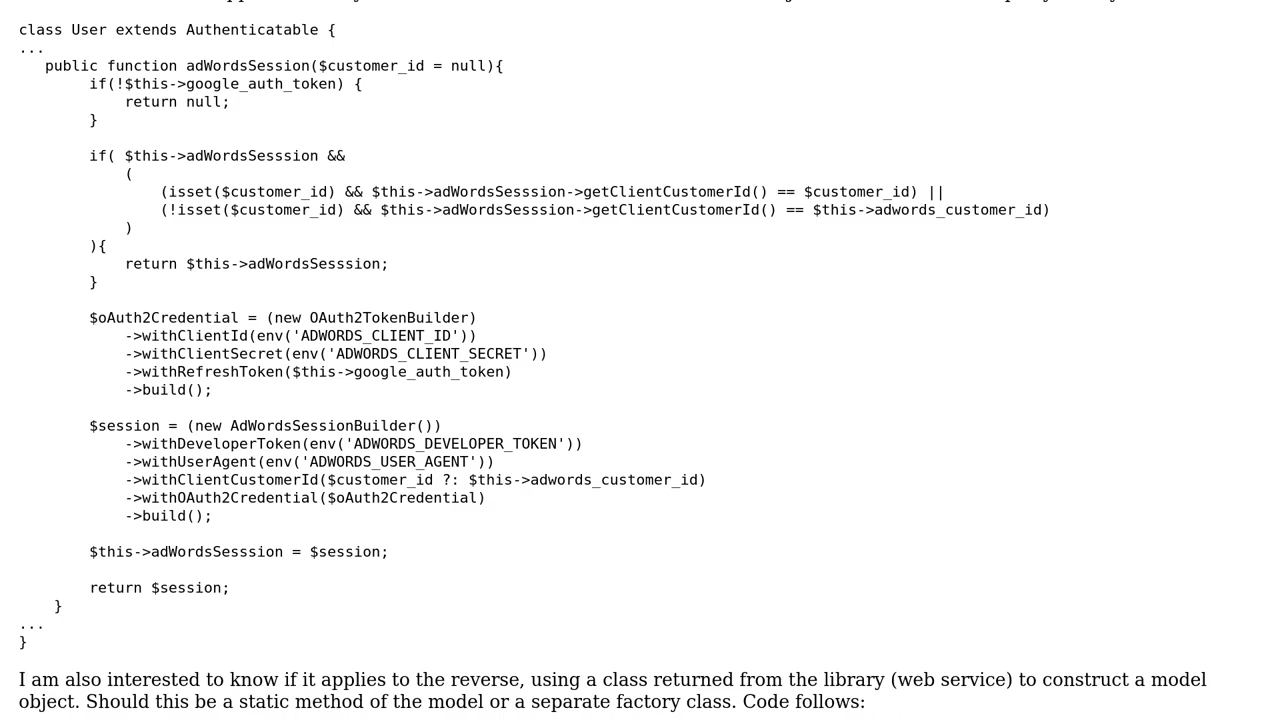 class User extends Authenticatable {
...
public function adWordsSession($customer_id = null){
if(!$this->google_auth_token) {
return null;
}
if( $this->adWordsSesssion &&
(
(isset($customer_id) && $this->adWordsSesssion->getClientCustomerId() == $customer_id) ||
(!isset($customer_id) && $this->adWordsSesssion->getClientCustomerId() == $this->adwords_customer_id)
)
){
return $this->adWordsSesssion;
}
$oAuth2Credential = (new OAuth2TokenBuilder)
->withClientId(env('ADWORDS_CLIENT_ID'))
->withClientSecret(env('ADWORDS_CLIENT_SECRET'))
->withRefreshToken($this->google_auth_token)
->build();
$session = (new AdWordsSessionBuilder())
->withDeveloperToken(env('ADWORDS_DEVELOPER_TOKEN'))
->withUserAgent(env('ADWORDS_USER_AGENT'))
->withClientCustomerId($customer_id ?: $this->adwords_customer_id)
->withOAuth2Credential($oAuth2Credential)
->build();
$this->adWordsSesssion = $session;
return $session;
}
...
}
I am also interested to know if it applies to the reverse, using a class returned from the library (web service) to construct a model
object. Should this be a static method of the model or a separate factory class. Code follows: